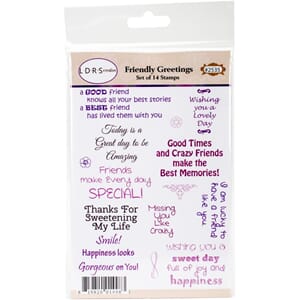 LDRS creative
Friendly Greetings
Set of 14 Stamps
#2535
a GOOD friend
knows all your best stories
a BEST friend
has lived them with you
Wishing
you a
Lovely
Day
Today is a
Great day to be
Amazing
Good Times
and Crazy Friends
make the
Best Memories!
Friends
make Every day
SPECIAL!
Thanks For
Sweetening
My Life
Missing
You
Like
Crazy
I am lucky to
have a friend
like you
Smile!
Happiness looks
Gorgeous on You!
wishing you a
sweet day
full of joy and
happiness